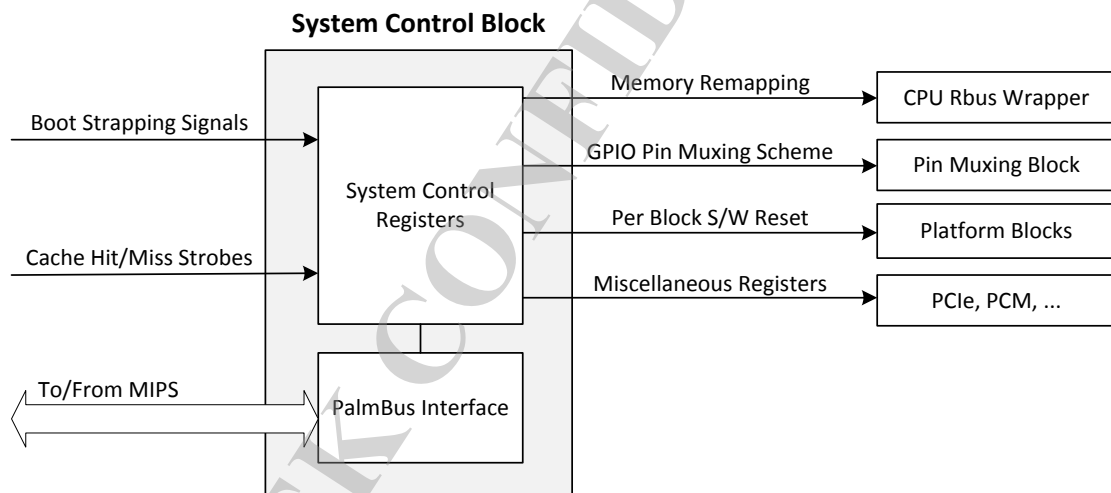 System Control Block
Boot Strapping Signals
Cache Hit/Miss Strobes
To/From MIPS
System Control
Registers
PalmBus Interface
Memory Remapping
GPIO Pin Muxing Scheme
Per Block S/W Reset
Miscellaneous Registers
CPU Rbus Wrapper
Pin Muxing Block
Platform Blocks
PCIe, PCM, ...